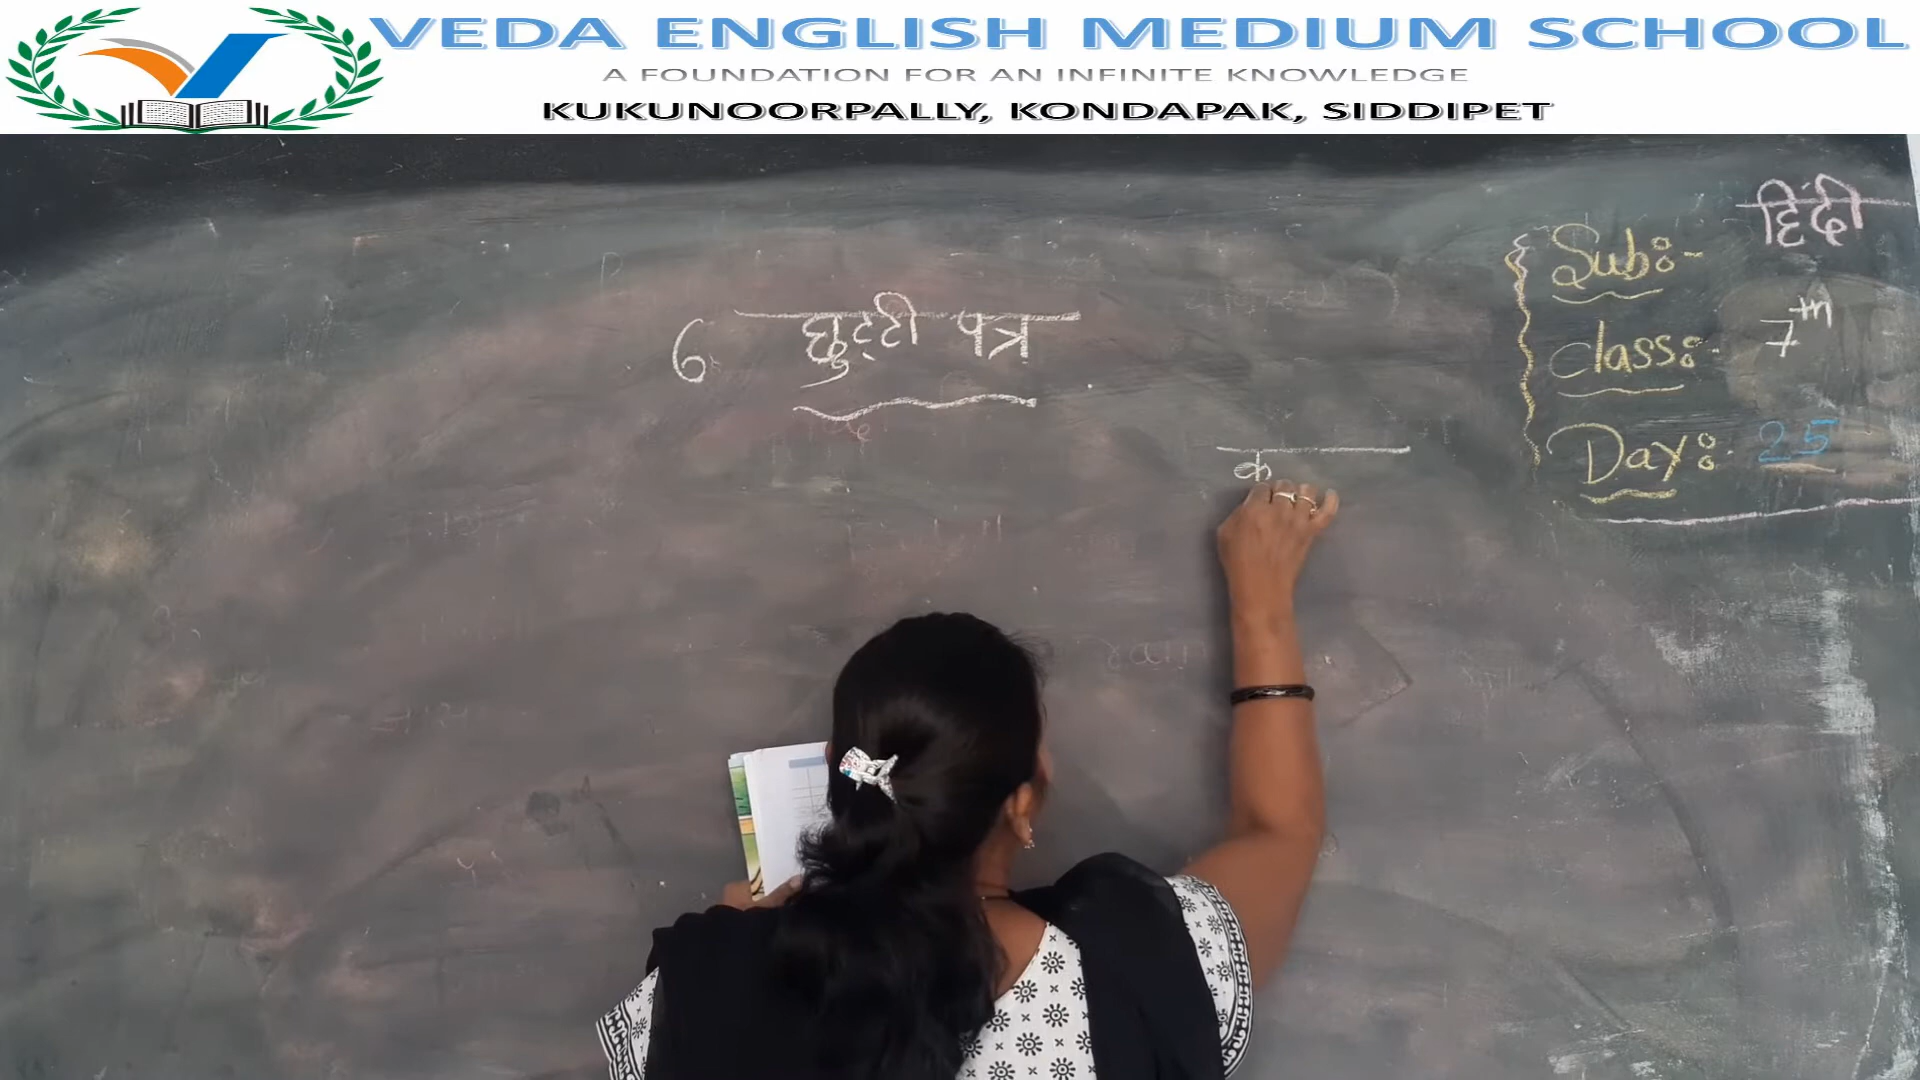 VEDA ENGLISH MEDIUM SCHOOL
A FOUNDATION FOR AN INFINITE KNOWLEDGE
KUKUNOORPALLY, KONDAPAK, SIDDIPET
Sub:- हिंदी
Class:- 7th
Day:- 25
6. छुट्टी पत्र
क